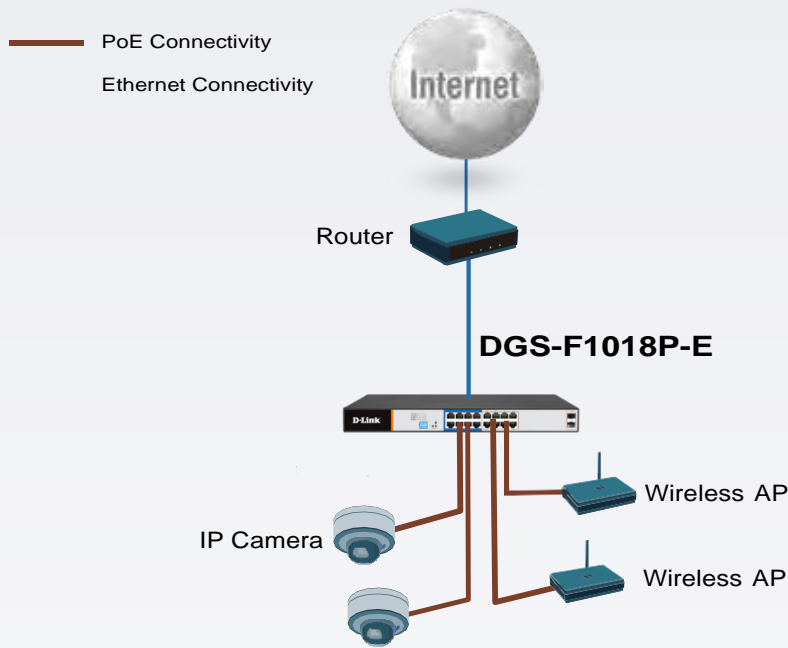 PoE Connectivity
Ethernet Connectivity
Internet
Router
DGS-F1018P-E
D-Link
Wireless AP
IP Camera
Wireless AP